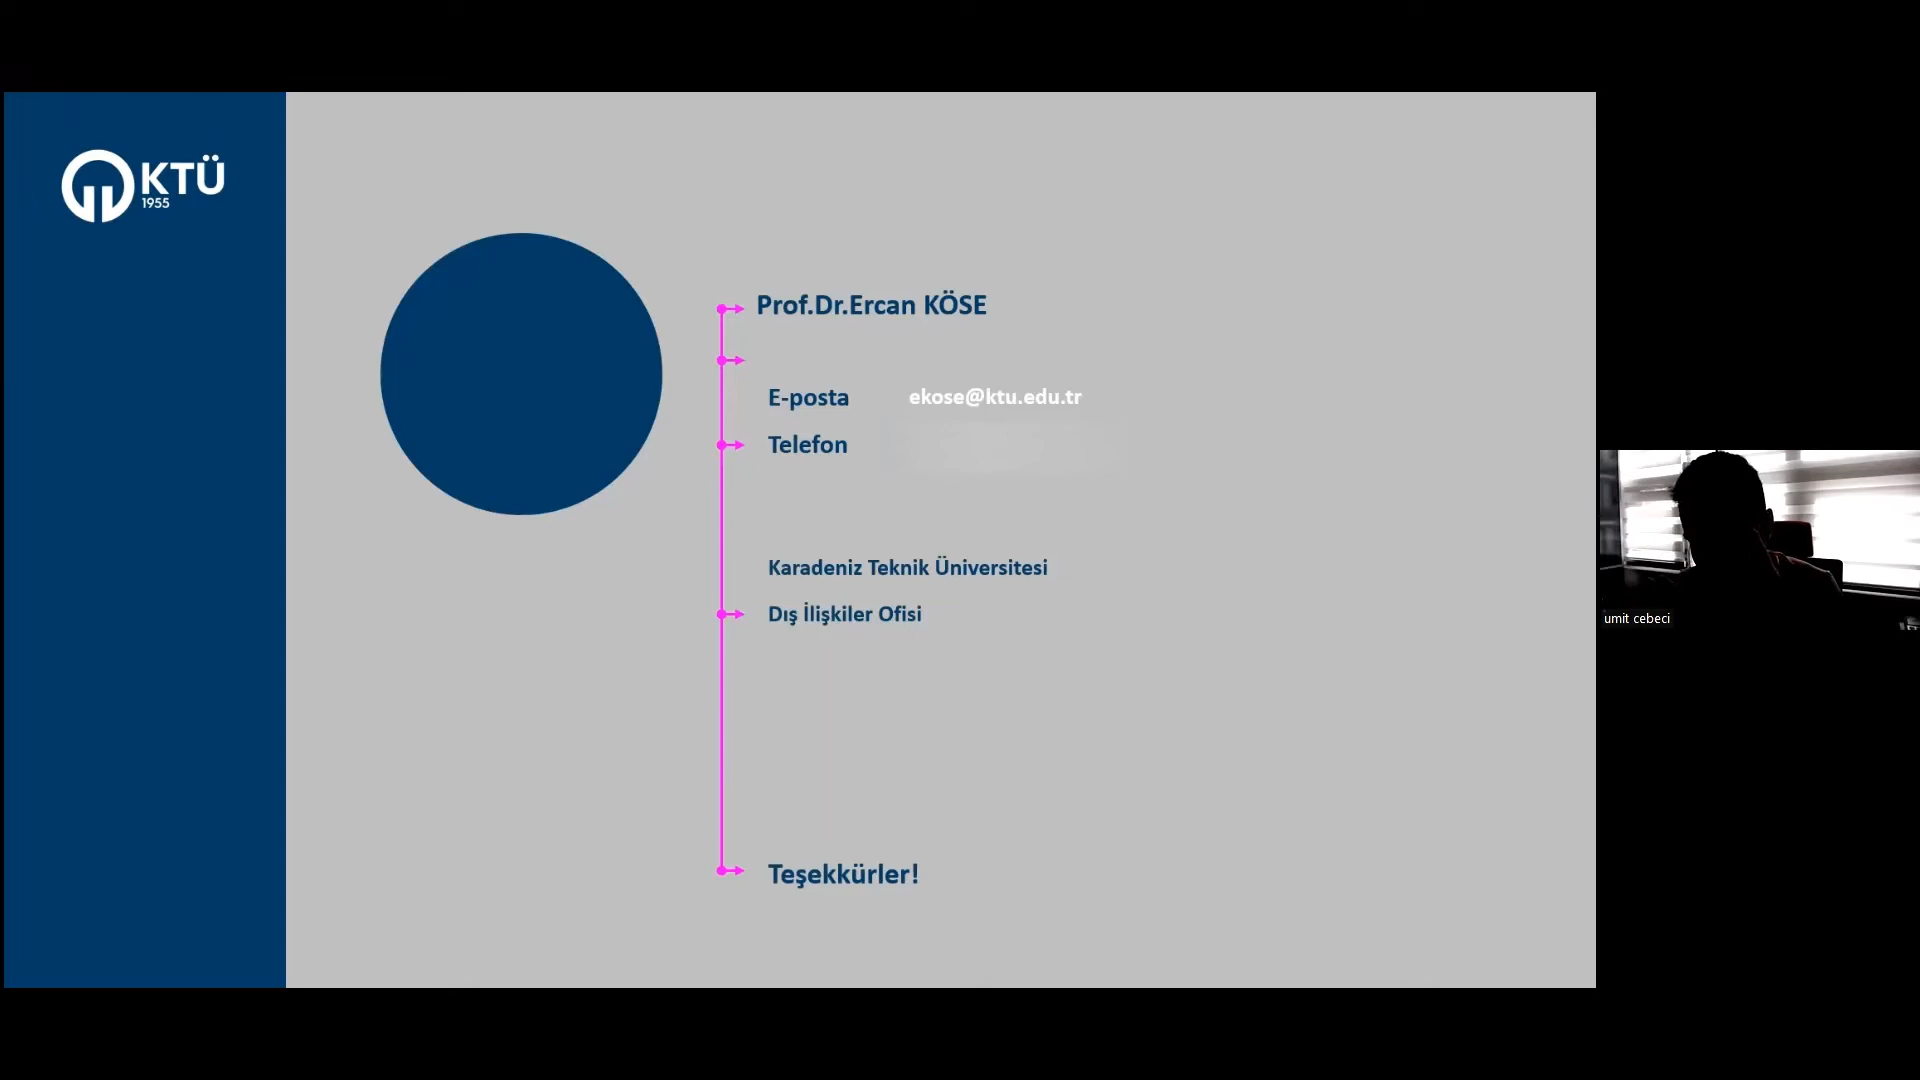 KTÜ
1955
Prof.Dr.Ercan KÖSE
E-posta ekose@ktu.edu.tr
Telefon
Karadeniz Teknik Üniversitesi
Dış İlişkiler Ofisi
Teşekkürler!
umit cebeci